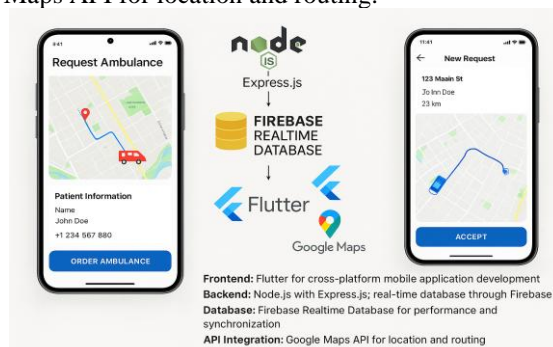 Maps API for location and routing.
9:41
Request Ambulance
Patient Information
Name
John Doe
+1 234 567 880
ORDER AMBULANCE
node
JS
Express.js
FIREBASE
REALTIME
DATABASE
Flutter
Google Maps
11:41
New Request
123 Maain St
Jo Inn Doe
23 km
ACCEPT
Frontend: Flutter for cross-platform mobile application development
Backend: Node.js with Express.js; real-time database through Firebase
Database: Firebase Realtime Database for performance and
synchronization
API Integration: Google Maps API for location and routing